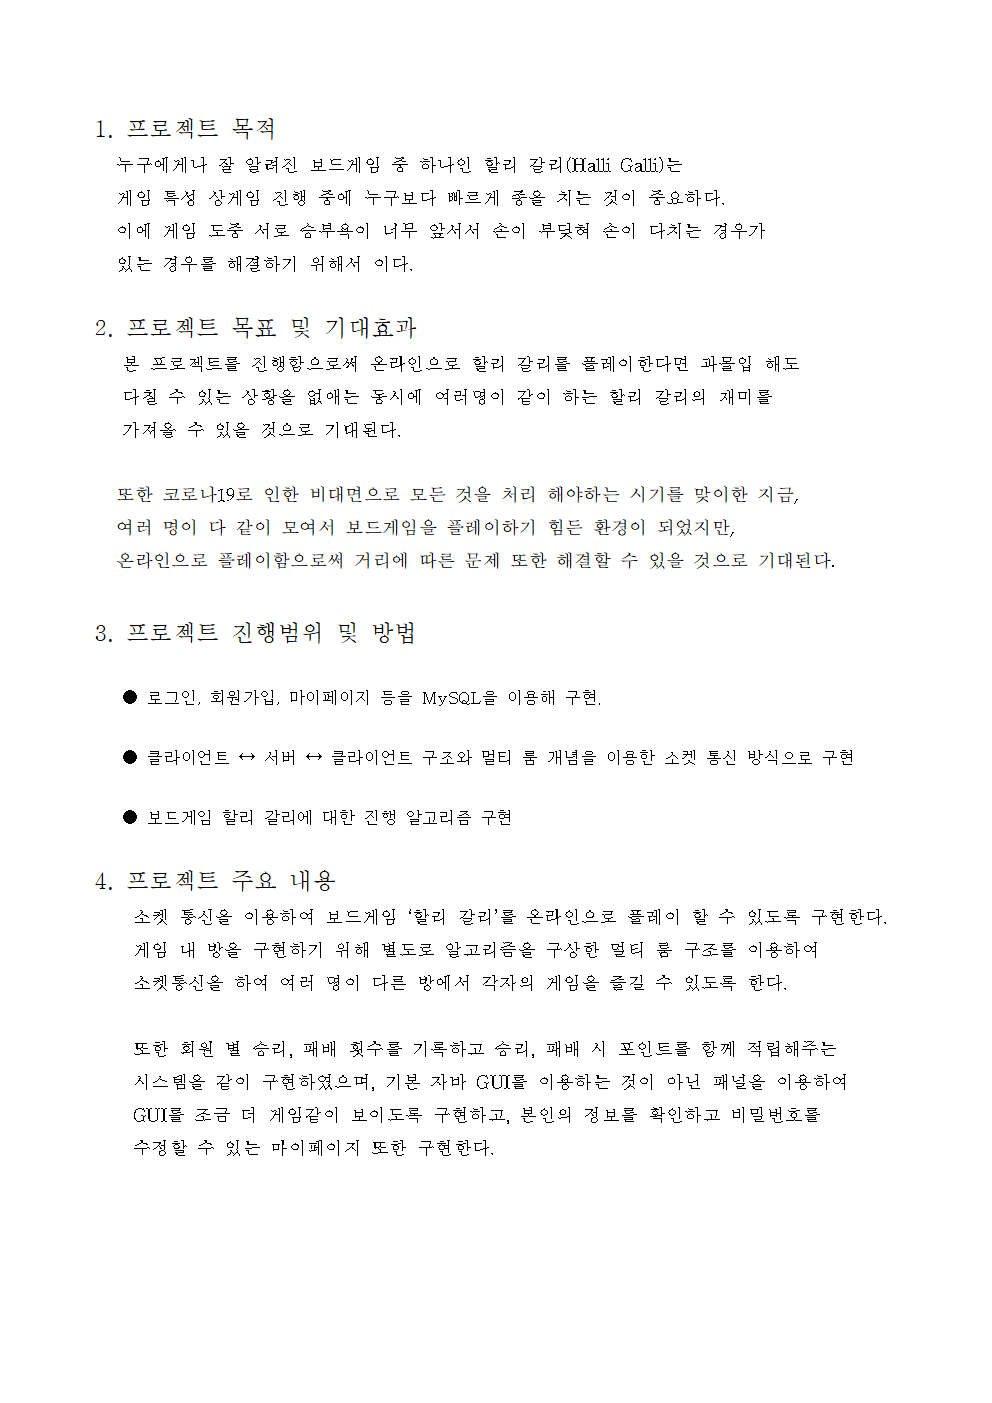 1. 프로젝트 목적
누구에게나 잘 알려진 보드게임 중 하나인 할리 갈리(Halli Galli)는
게임 특성 상게임 진행 중에 누구보다 빠르게 종을 치는 것이 중요하다.
이에 게임 도중 서로 승부욕이 너무 앞서서 손이 부딪혀 손이 다치는 경우가
있는 경우를 해결하기 위해서 이다.
2. 프로젝트 목표 및 기대효과
본 프로젝트를 진행함으로써 온라인으로 할리 갈리를 플레이한다면 과몰입 해도
다칠 수 있는 상황을 없애는 동시에 여러명이 같이 하는 할리 갈리의 재미를
가져올 수 있을 것으로 기대된다.
또한 코로나19로 인한 비대면으로 모든 것을 처리 해야하는 시기를 맞이한 지금,
여러 명이 다 같이 모여서 보드게임을 플레이하기 힘든 환경이 되었지만,
온라인으로 플레이함으로써 거리에 따른 문제 또한 해결할 수 있을 것으로 기대된다.
3. 프로젝트 진행범위 및 방법
● 로그인, 회원가입, 마이페이지 등을 MySQL을 이용해 구현.
● 클라이언트 ↔ 서버 ↔ 클라이언트 구조와 멀티 룸 개념을 이용한 소켓 통신 방식으로 구현
● 보드게임 할리 갈리에 대한 진행 알고리즘 구현
4. 프로젝트 주요 내용
소켓 통신을 이용하여 보드게임 ‘할리 갈리’를 온라인으로 플레이 할 수 있도록 구현한다.
게임 내 방을 구현하기 위해 별도로 알고리즘을 구상한 멀티 룸 구조를 이용하여
소켓통신을 하여 여러 명이 다른 방에서 각자의 게임을 즐길 수 있도록 한다.
또한 회원 별 승리, 패배 횟수를 기록하고 승리, 패배 시 포인트를 함께 적립해주는
시스템을 같이 구현하였으며, 기본 자바 GUI를 이용하는 것이 아닌 패널을 이용하여
GUI를 조금 더 게임같이 보이도록 구현하고, 본인의 정보를 확인하고 비밀번호를
수정할 수 있는 마이페이지 또한 구현한다.